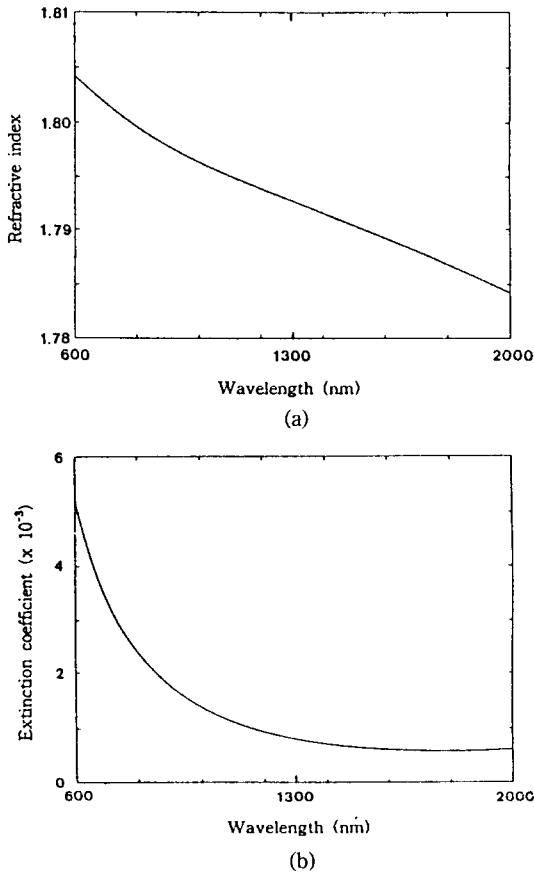 1.81
1.80
1.79
1.78
Refractive index
600 1300 2000
Wavelength (nm)
(a)
6
4
2
0
Extinction coefficient (x 10⁻³)
600 1300 2000
Wavelength (nm)
(b)